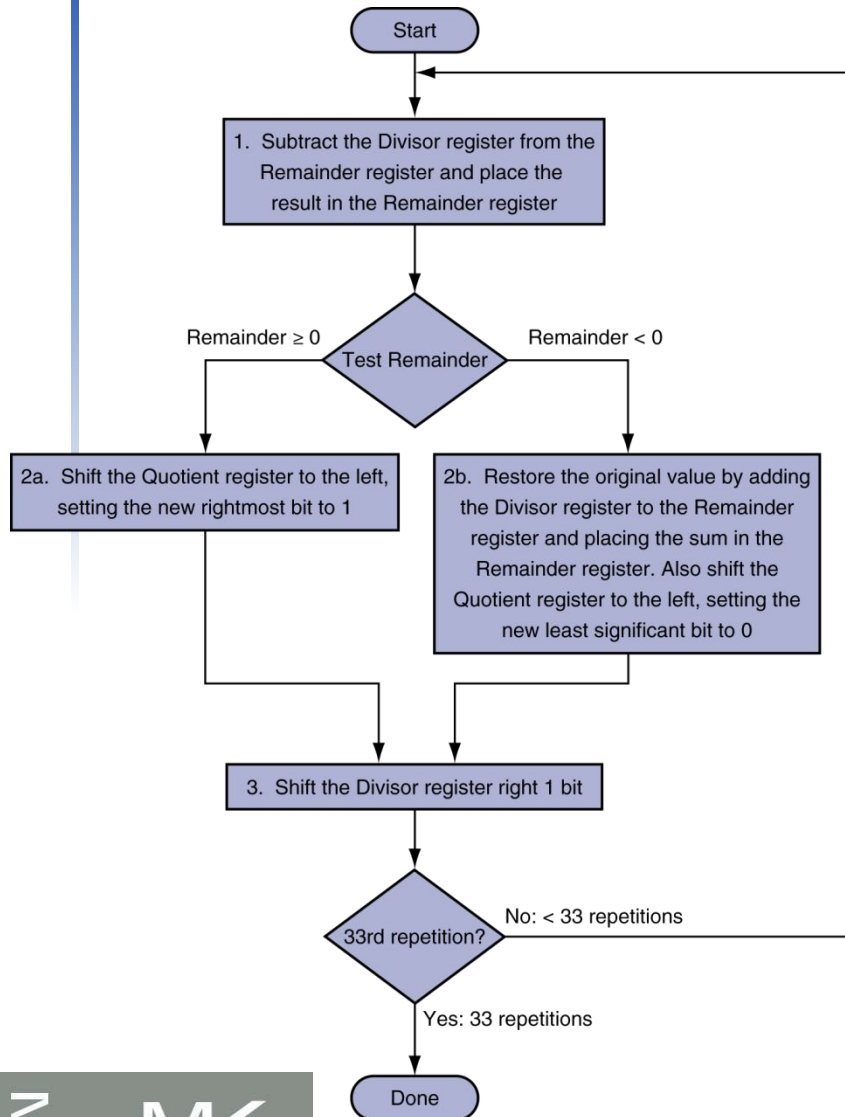 Start
1. Subtract the Divisor register from the
Remainder register and place the
result in the Remainder register
Remainder ≥ 0
Test Remainder
Remainder < 0
2a. Shift the Quotient register to the left,
setting the new rightmost bit to 1
2b. Restore the original value by adding
the Divisor register to the Remainder
register and placing the sum in the
Remainder register. Also shift the
Quotient register to the left, setting the
new least significant bit to 0
3. Shift the Divisor register right 1 bit
33rd repetition?
No: < 33 repetitions
Yes: 33 repetitions
Done